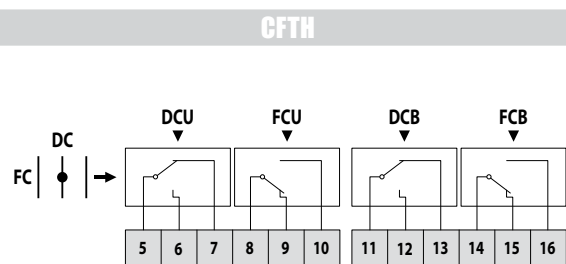 CFTH
DCU FCU DCB FCB
DC
FC
5 6 7 8 9 10 11 12 13 14 15 16